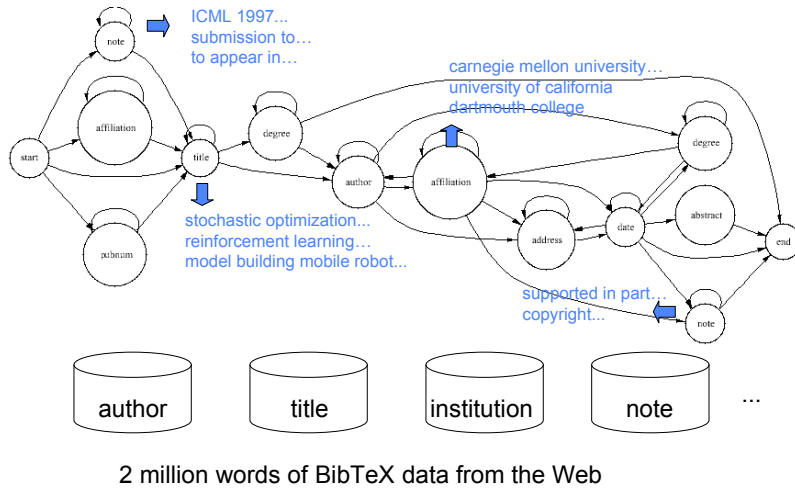 ICML 1997...
submission to…
to appear in…
note
carnegie mellon university…
university of california
dartmouth college
affiliation
degree
degree
start
title
author
affiliation
abstract
stochastic optimization...
reinforcement learning…
model building mobile robot...
address
date
end
pubnum
supported in part…
copyright...
note
author
title
institution
note
...
2 million words of BibTeX data from the Web